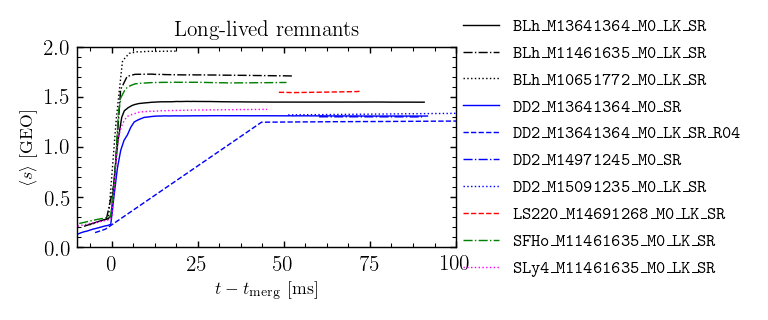 Long-lived remnants
2.0
1.5
1.0
0.5
0.0
⟨s⟩ [GEO]
0
25
50
75
100
t − t_merg [ms]
BLh_M13641364_M0_LK_SR
BLh_M11461635_M0_LK_SR
BLh_M10651772_M0_LK_SR
DD2_M13641364_M0_SR
DD2_M13641364_M0_LK_SR_R04
DD2_M14971245_M0_SR
DD2_M15091235_M0_LK_SR
LS220_M14691268_M0_LK_SR
SFHo_M11461635_M0_LK_SR
SLy4_M11461635_M0_LK_SR